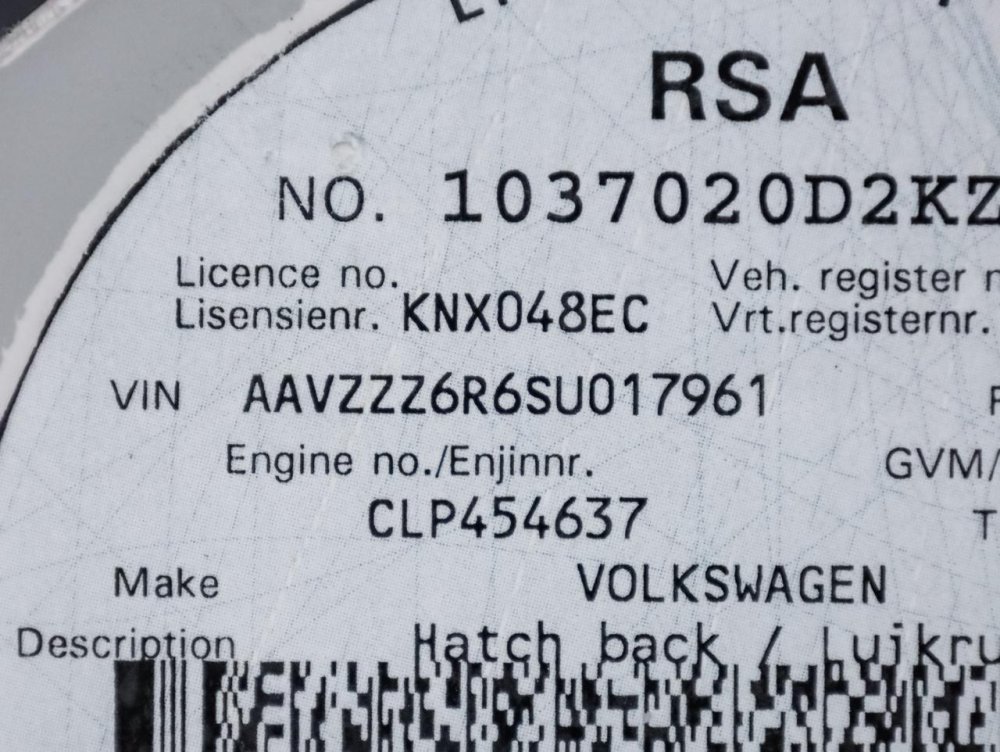 RSA
NO. 1037020D2KZ
Licence no. Veh. register
Lisensienr. KNX048EC Vrt.registernr.
VIN AAVZZZ6R6SU017961
Engine no./Enjinnr. GVM/
CLP454637 T
Make VOLKSWAGEN
Description Hatch back / Luikru